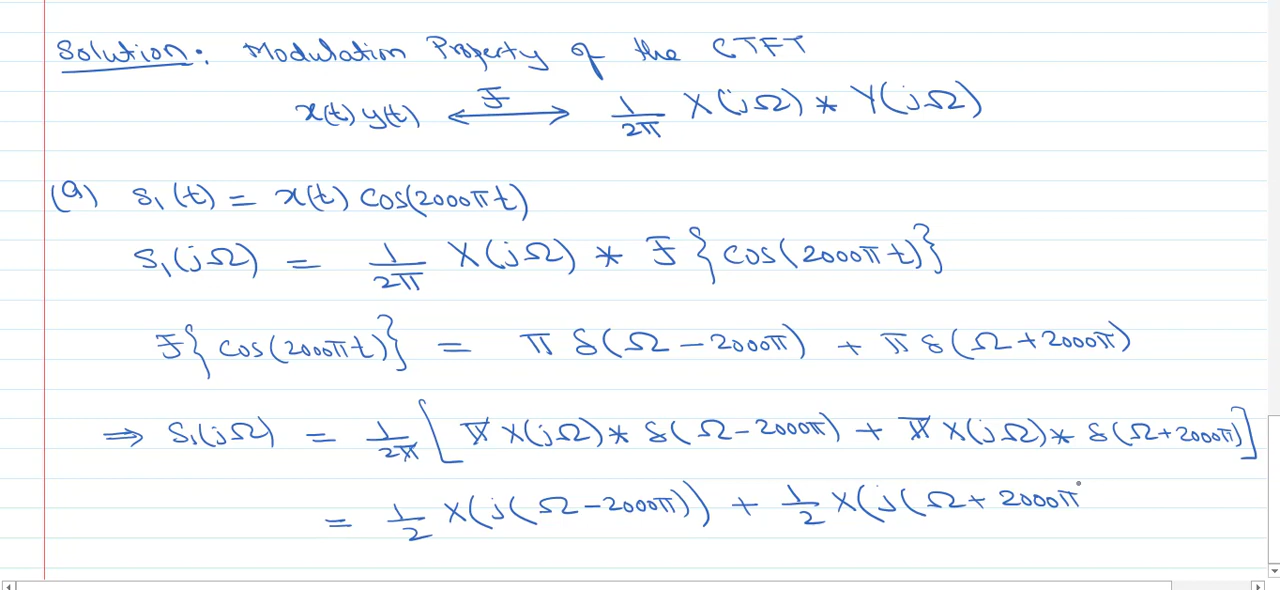 Solution: Modulation Property of the CTFT
x(t) y(t) ⟷ℱ 1/2π X(jΩ) * Y(jΩ)
(a) s₁(t) = x(t) cos(2000πt)
S₁(jΩ) = 1/2π X(jΩ) * ℱ{cos(2000πt)}
ℱ{cos(2000πt)} = π δ(Ω − 2000π) + π δ(Ω + 2000π)
⇒ S₁(jΩ) = 1/2π [π X(jΩ) * δ(Ω − 2000π) + π X(jΩ) * δ(Ω + 2000π)]
= 1/2 X(j(Ω − 2000π)) + 1/2 X(j(Ω + 2000π